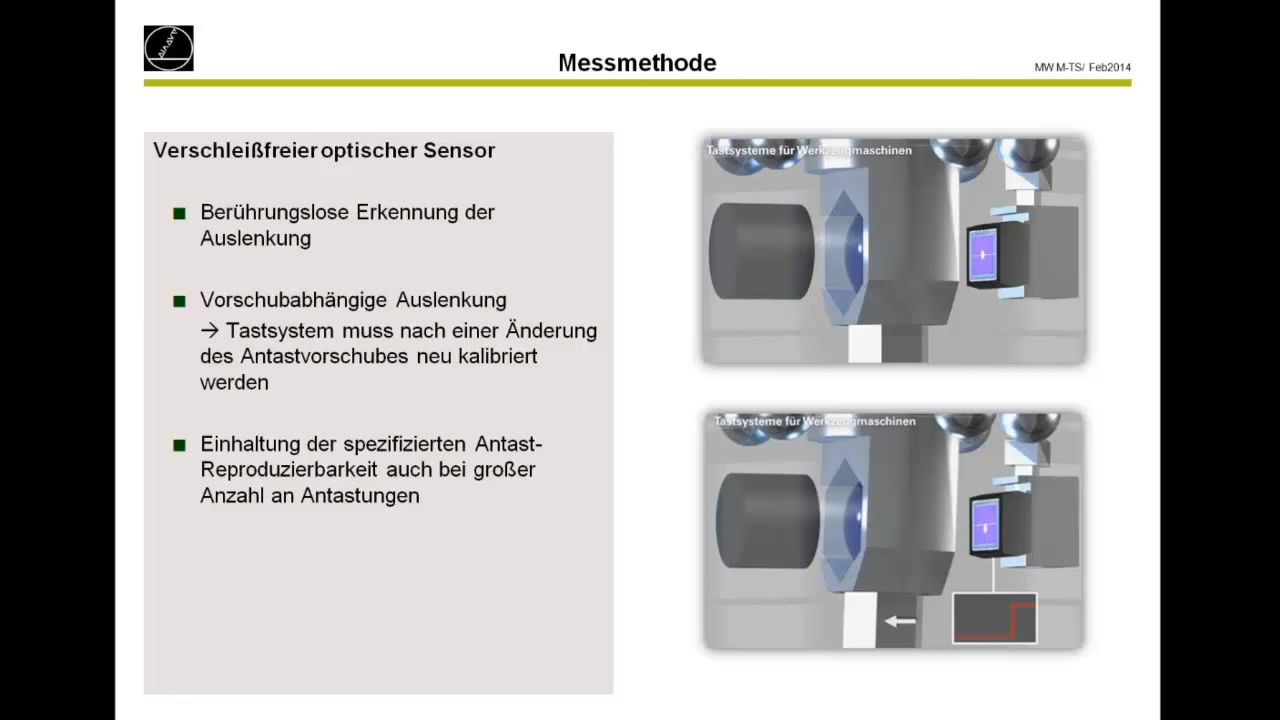 Messmethode
MW M-TS/ Feb2014
Verschleißfreier optischer Sensor
■ Berührungslose Erkennung der
Auslenkung
■ Vorschubabhängige Auslenkung
→ Tastsystem muss nach einer Änderung
des Antastvorschubes neu kalibriert
werden
■ Einhaltung der spezifizierten Antast-
Reproduzierbarkeit auch bei großer
Anzahl an Antastungen
Tastsysteme für Werkzeugmaschinen
Tastsysteme für Werkzeugmaschinen